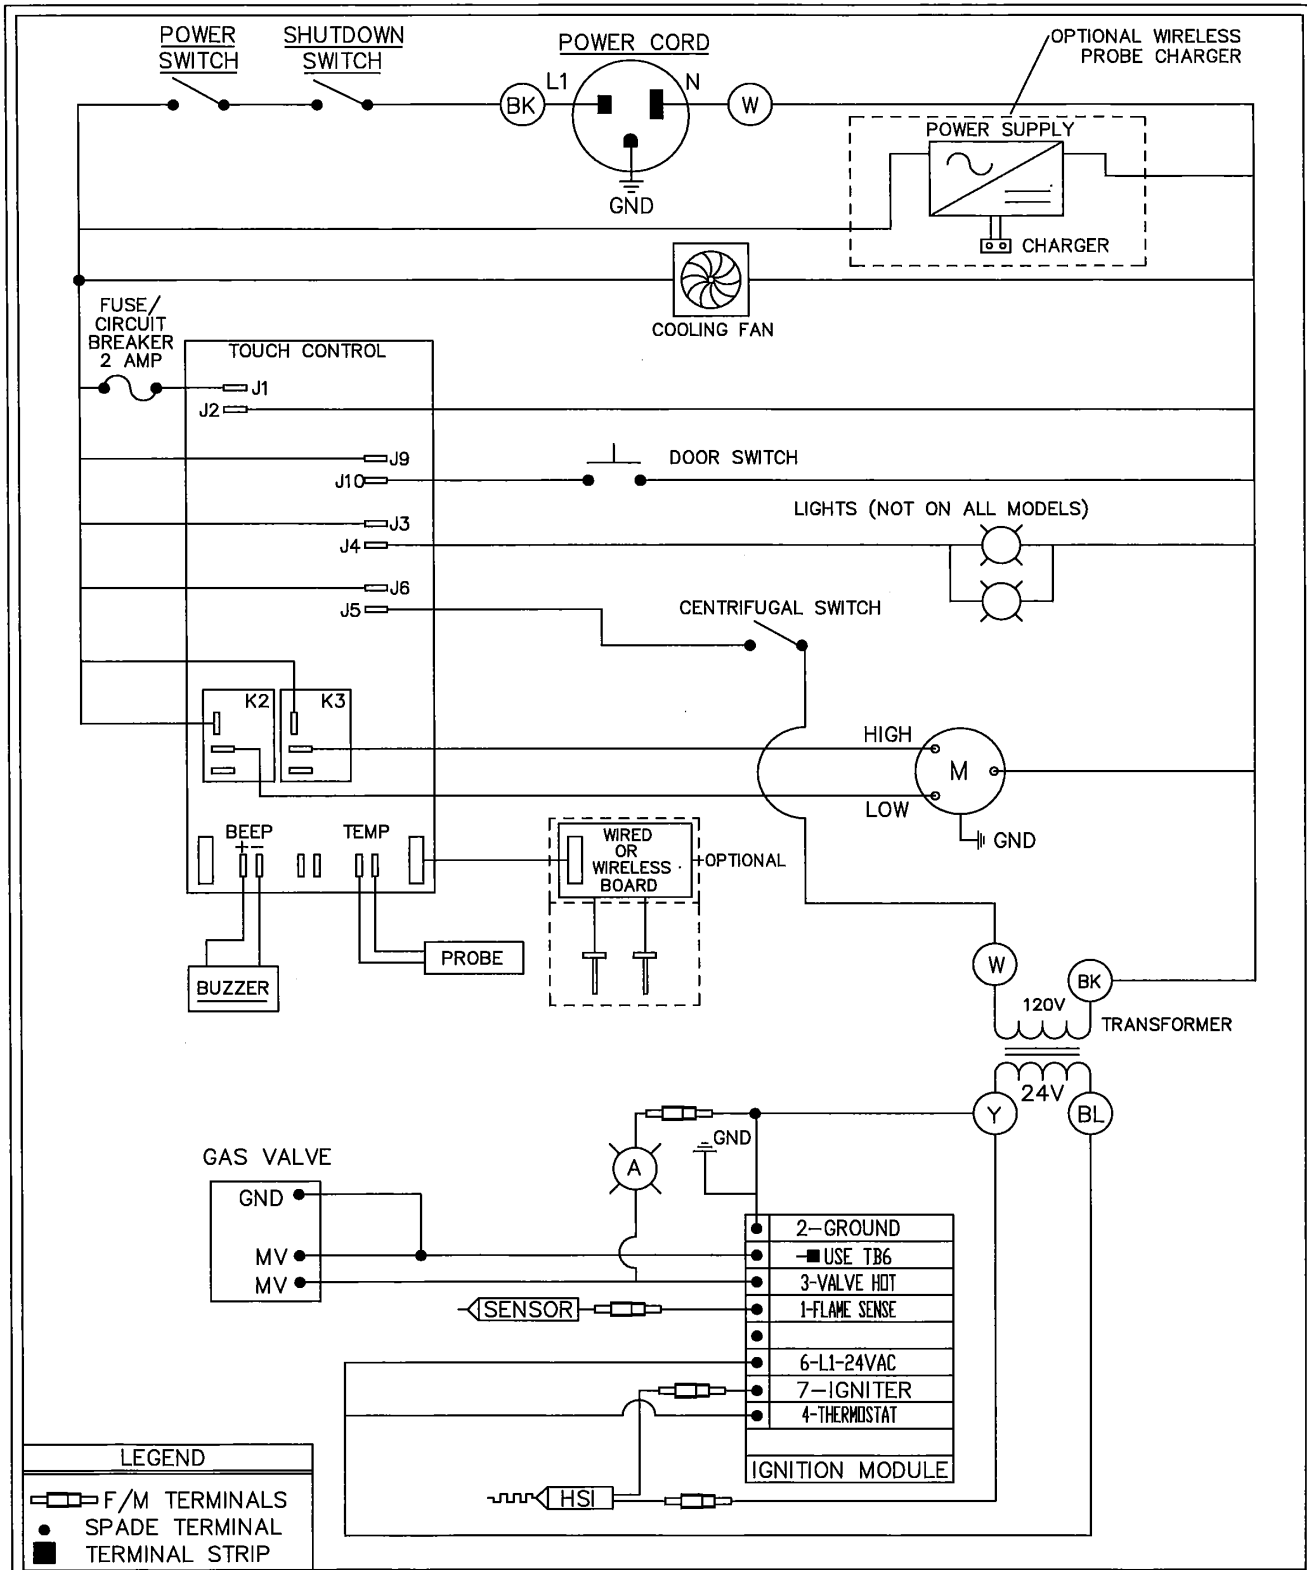 POWER
SWITCH
SHUTDOWN
SWITCH
POWER CORD
OPTIONAL WIRELESS
PROBE CHARGER
L1
N
BK
W
GND
POWER SUPPLY
CHARGER
COOLING FAN
FUSE/
CIRCUIT
BREAKER
2 AMP
TOUCH CONTROL
J1
J2
J9
J10
DOOR SWITCH
J3
J4
LIGHTS (NOT ON ALL MODELS)
J6
J5
CENTRIFUGAL SWITCH
K2
K3
HIGH
M
LOW
GND
BEEP
+ -
TEMP
WIRED
OR
WIRELESS
BOARD
OPTIONAL
PROBE
BUZZER
W
BK
120V
TRANSFORMER
24V
Y
BL
GND
A
GAS VALVE
GND
MV
MV
2-GROUND
USE TB6
3-VALVE HOT
1-FLAME SENSE
6-L1-24VAC
7-IGNITER
4-THERMOSTAT
IGNITION MODULE
SENSOR
HSI
LEGEND
F/M TERMINALS
SPADE TERMINAL
TERMINAL STRIP